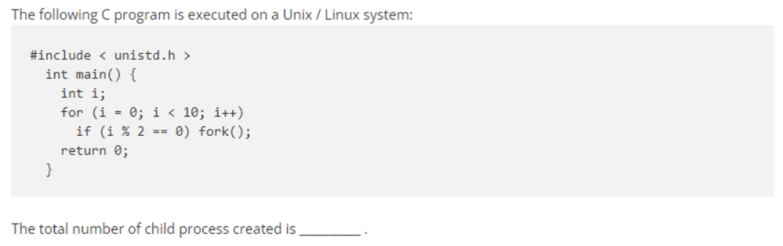 The following C program is executed on a Unix / Linux system:
#include < unistd.h >
int main() {
int i;
for (i = 0; i < 10; i++)
if (i % 2 == 0) fork();
return 0;
}
The total number of child process created is __________ .